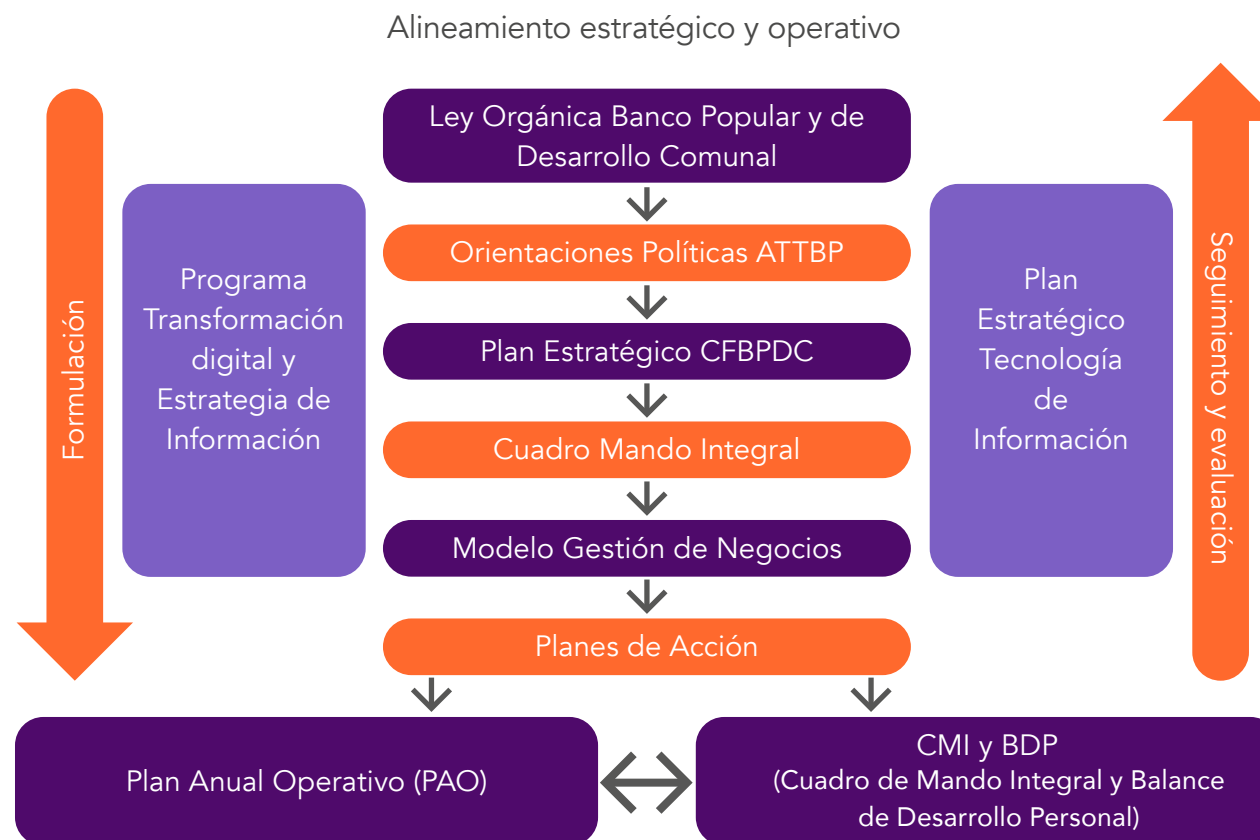 Alineamiento estratégico y operativo
Formulación
Programa
Transformación
digital y
Estrategia de
Información
Ley Orgánica Banco Popular y de
Desarrollo Comunal
Orientaciones Políticas ATTBP
Plan Estratégico CFBPDC
Cuadro Mando Integral
Modelo Gestión de Negocios
Planes de Acción
Plan
Estratégico
Tecnología
de
Información
Seguimiento y evaluación
Plan Anual Operativo (PAO)
CMI y BDP
(Cuadro de Mando Integral y Balance
de Desarrollo Personal)